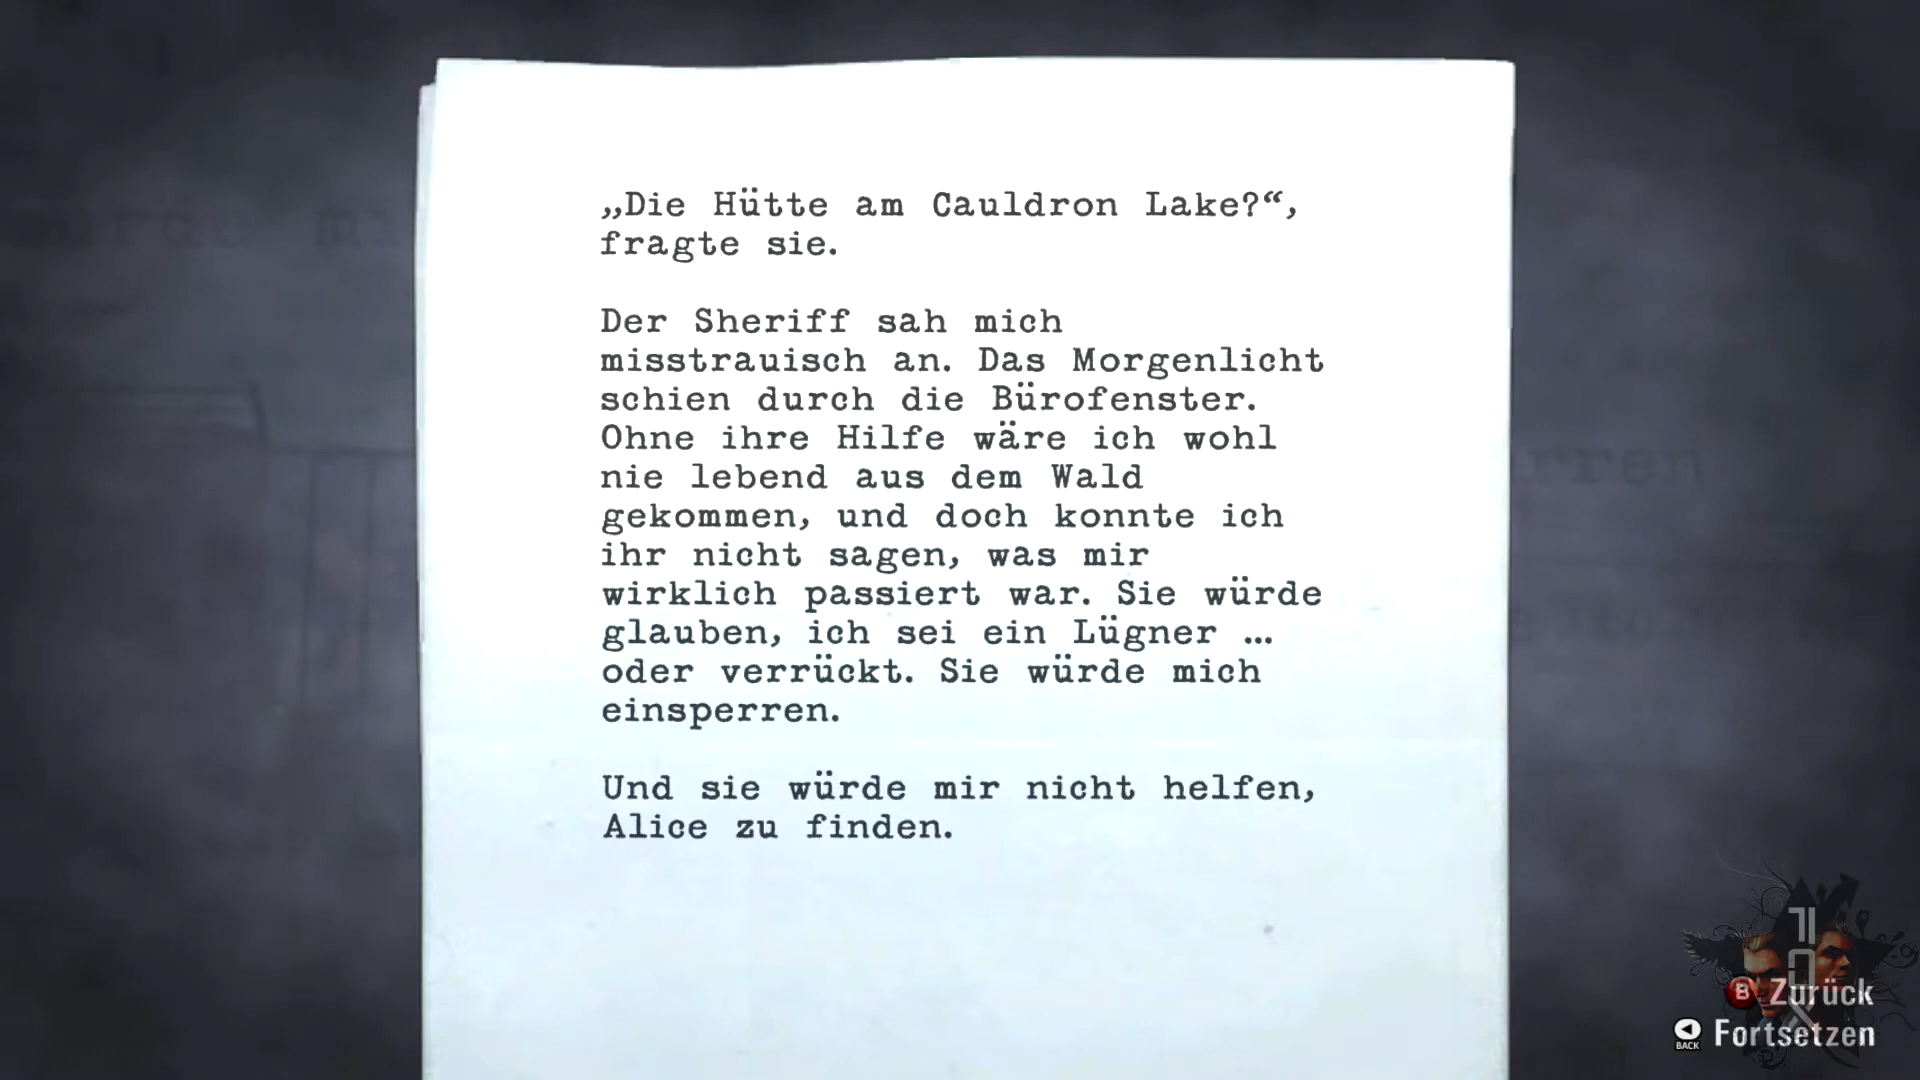 „Die Hütte am Cauldron Lake?“,
fragte sie.
Der Sheriff sah mich
misstrauisch an. Das Morgenlicht
schien durch die Bürofenster.
Ohne ihre Hilfe wäre ich wohl
nie lebend aus dem Wald
gekommen, und doch konnte ich
ihr nicht sagen, was mir
wirklich passiert war. Sie würde
glauben, ich sei ein Lügner …
oder verrückt. Sie würde mich
einsperren.
Und sie würde mir nicht helfen,
Alice zu finden.
B Zurück
BACK Fortsetzen